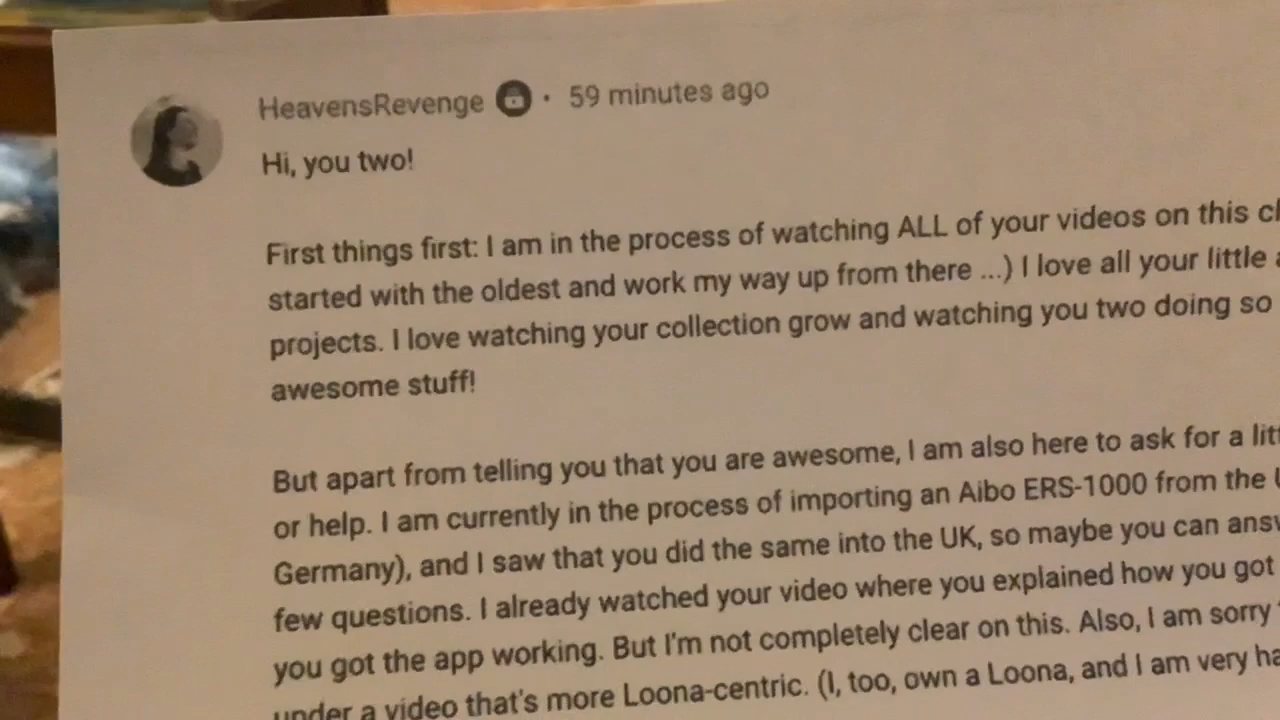 HeavensRevenge · 59 minutes ago
Hi, you two!
First things first: I am in the process of watching ALL of your videos on this
started with the oldest and work my way up from there ...) I love all your little
projects. I love watching your collection grow and watching you two doing so
awesome stuff!
But apart from telling you that you are awesome, I am also here to ask for a
or help. I am currently in the process of importing an Aibo ERS-1000 from the
Germany), and I saw that you did the same into the UK, so maybe you can
few questions. I already watched your video where you explained how you got
you got the app working. But I'm not completely clear on this. Also, I am sorry
under a video that's more Loona-centric. (I, too, own a Loona, and I am very